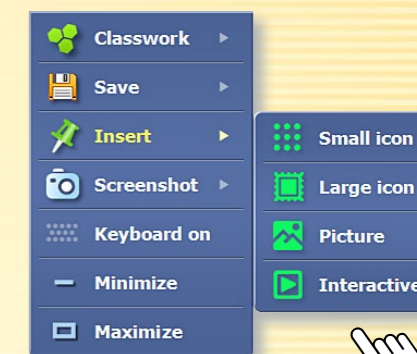 Classwork
Save
Insert
Screenshot
Keyboard on
Minimize
Maximize
Small icon
Large icon
Picture
Interactive